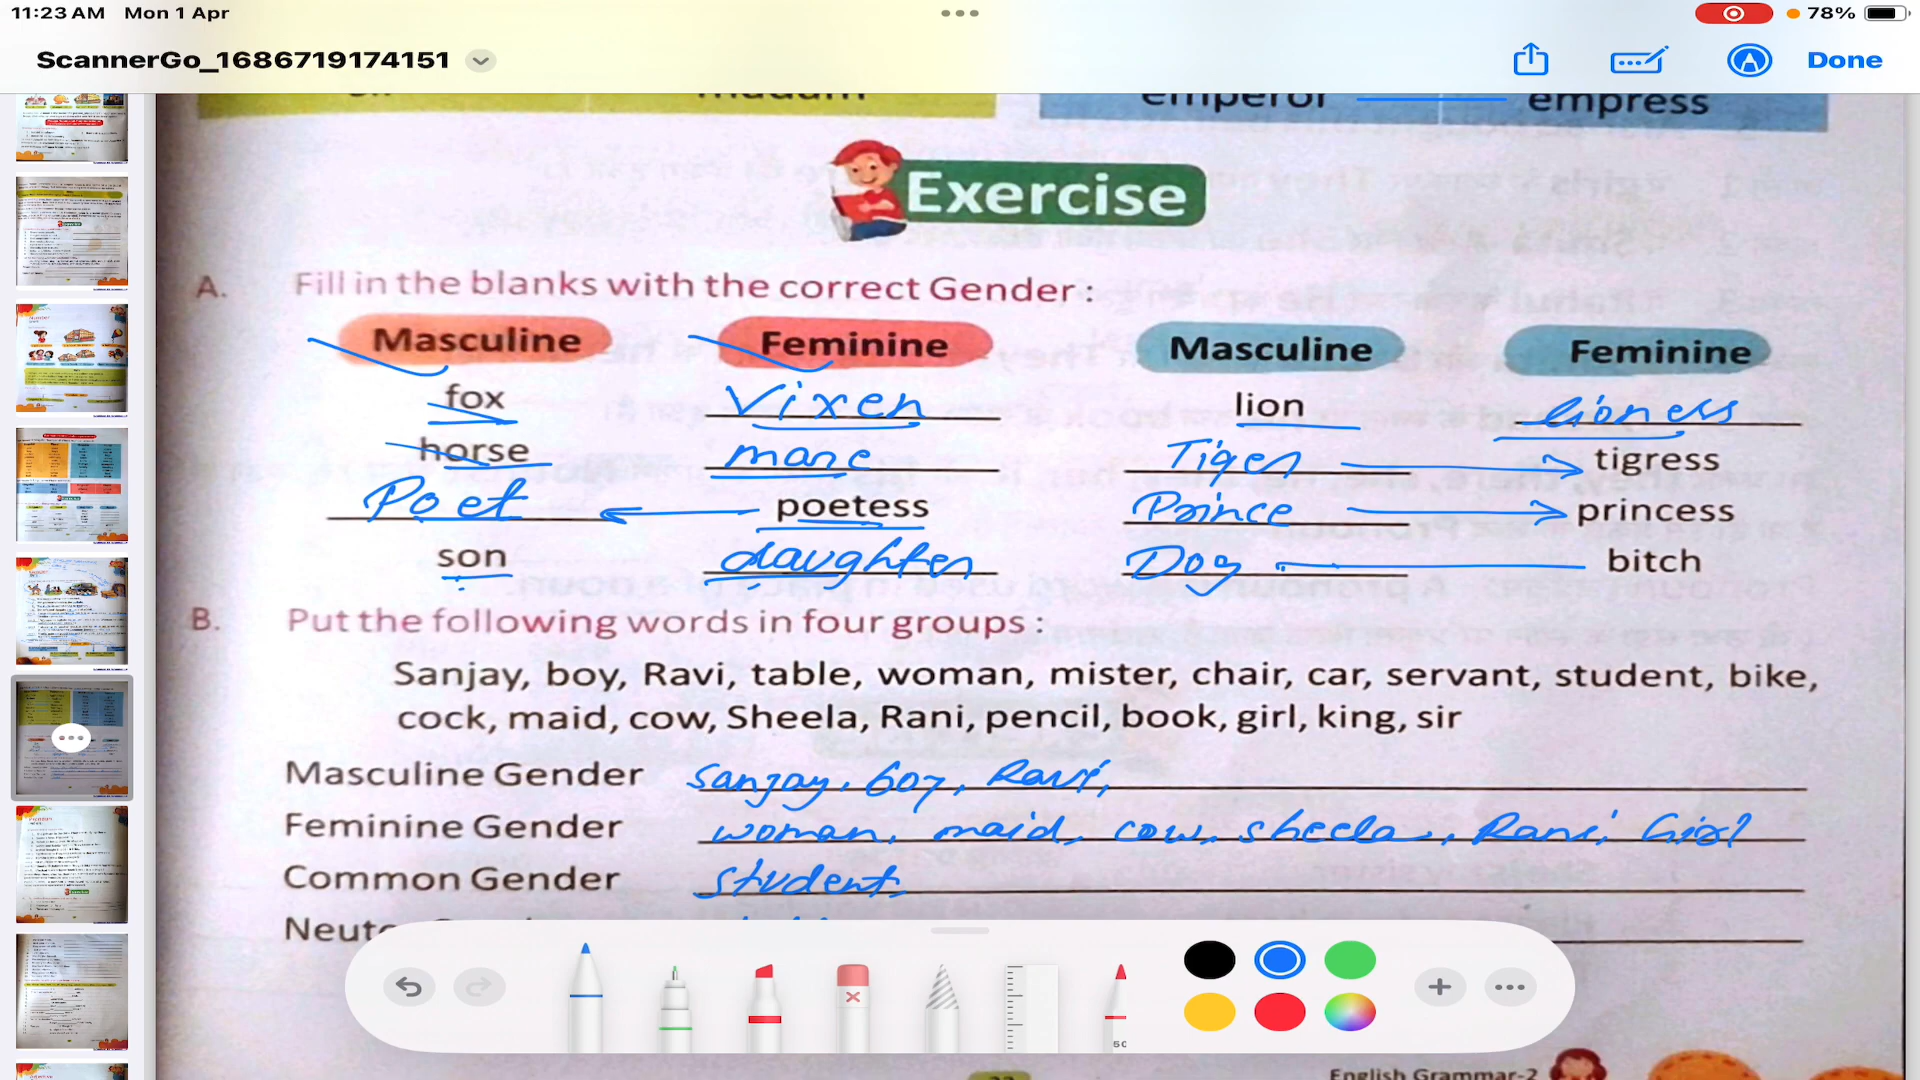 11:23 AM Mon 1 Apr
78%
ScannerGo_1686719174151
Done
madam
emperor empress
Exercise
A. Fill in the blanks with the correct Gender :
Masculine Feminine Masculine Feminine
fox Vixen lion lioness
horse mare Tiger tigress
Poet poetess Prince princess
son daughter Dog bitch
B. Put the following words in four groups :
Sanjay, boy, Ravi, table, woman, mister, chair, car, servant, student, bike,
cock, maid, cow, Sheela, Rani, pencil, book, girl, king, sir
Masculine Gender Sanjay, boy, Ravi,
Feminine Gender woman, maid, cow, sheela, Rani, Girl
Common Gender student,
English Grammar-2